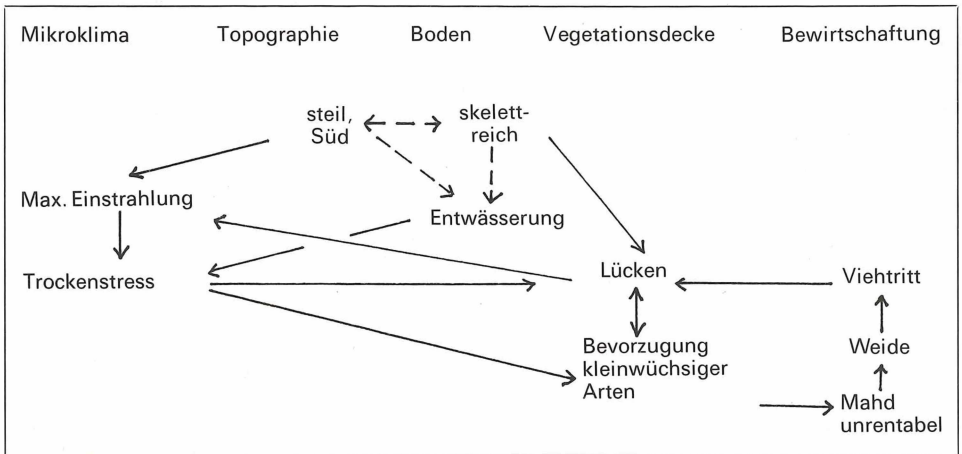 Mikroklima Topographie Boden Vegetationsdecke Bewirtschaftung
steil,
Süd
skelett-
reich
Max. Einstrahlung
Entwässerung
Trockenstress
Lücken
Viehtritt
Bevorzugung
kleinwüchsiger
Arten
Weide
Mahd
unrentabel